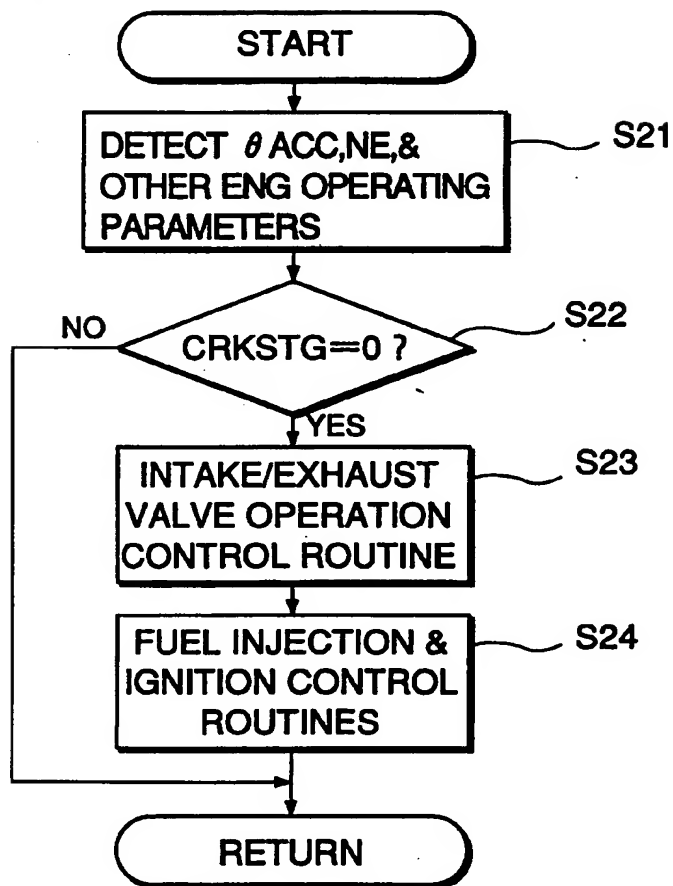 START
DETECT θ ACC,NE,&
OTHER ENG OPERATING
PARAMETERS
S21
NO
CRKSTG=0 ?
S22
YES
INTAKE/EXHAUST
VALVE OPERATION
CONTROL ROUTINE
S23
FUEL INJECTION &
IGNITION CONTROL
ROUTINES
S24
RETURN